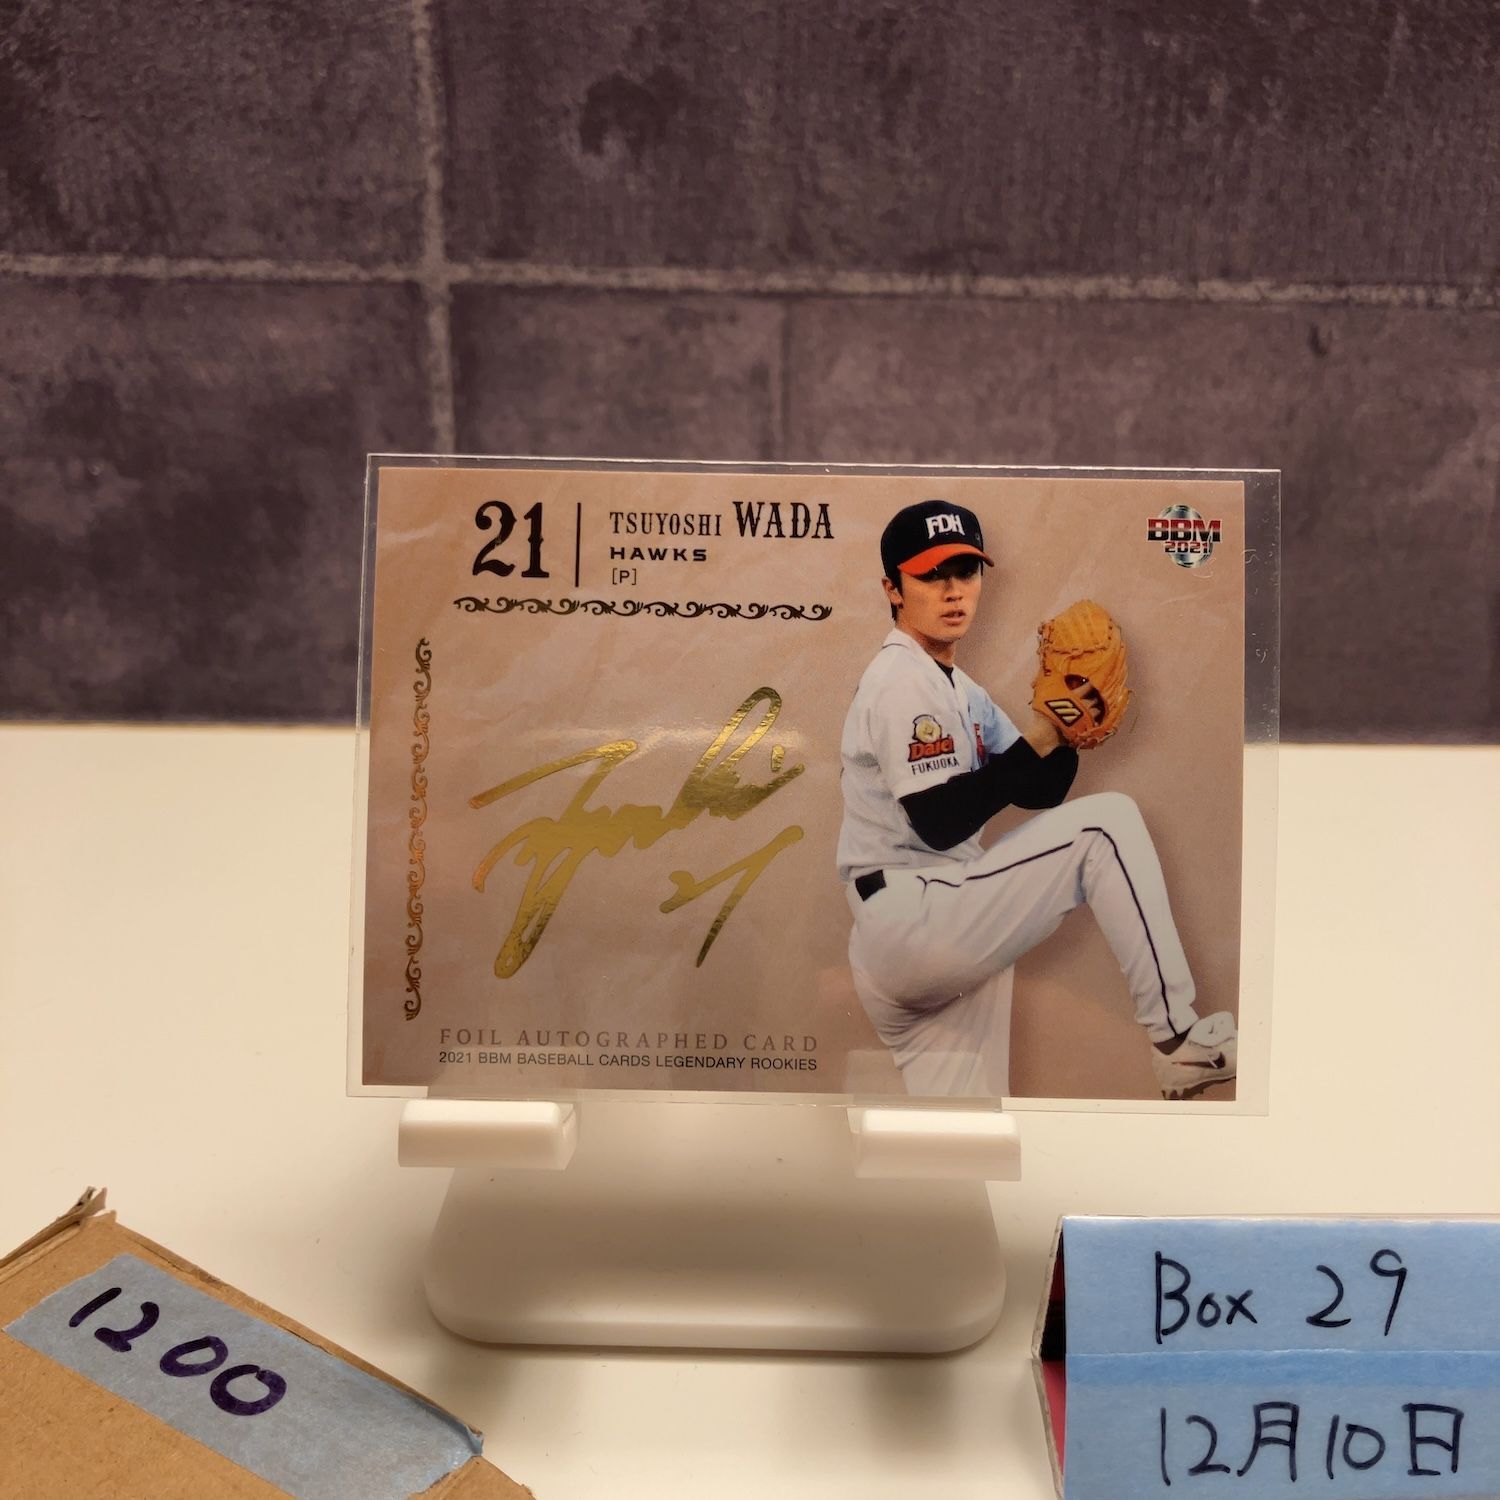 21
TSUYOSHI WADA
HAWKS
[P]
BBM
2021
FDH
Daiei
FUKUOKA
21
FOIL AUTOGRAPHED CARD
2021 BBM BASEBALL CARDS LEGENDARY ROOKIES
1200
Box 29
12月10日